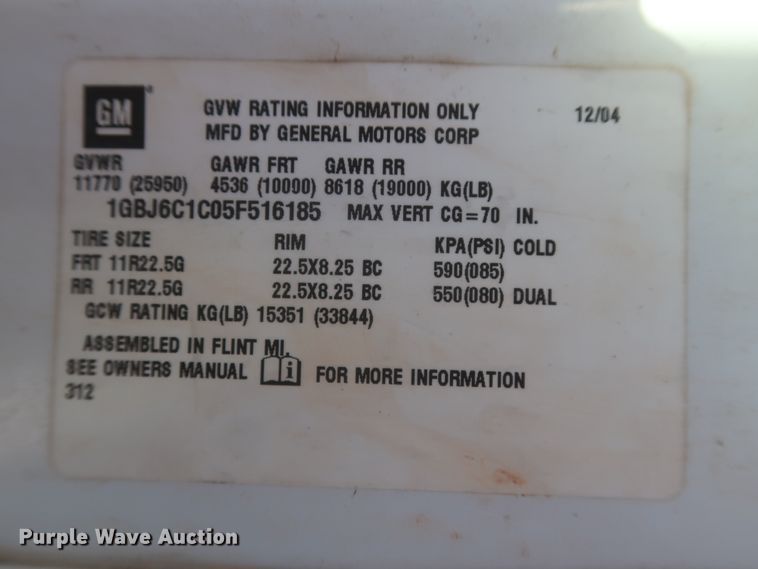 GM GVW RATING INFORMATION ONLY 12/04
MFD BY GENERAL MOTORS CORP
GVWR GAWR FRT GAWR RR
11770 (25950) 4536 (10000) 8618 (19000) KG(LB)
1GBJ6C1C05F516185 MAX VERT CG=70 IN.
TIRE SIZE RIM KPA(PSI) COLD
FRT 11R22.5G 22.5X8.25 BC 590(085)
RR 11R22.5G 22.5X8.25 BC 550(080) DUAL
GCW RATING KG(LB) 15351 (33844)
ASSEMBLED IN FLINT MI.
SEE OWNERS MANUAL i FOR MORE INFORMATION
312
Purple Wave Auction